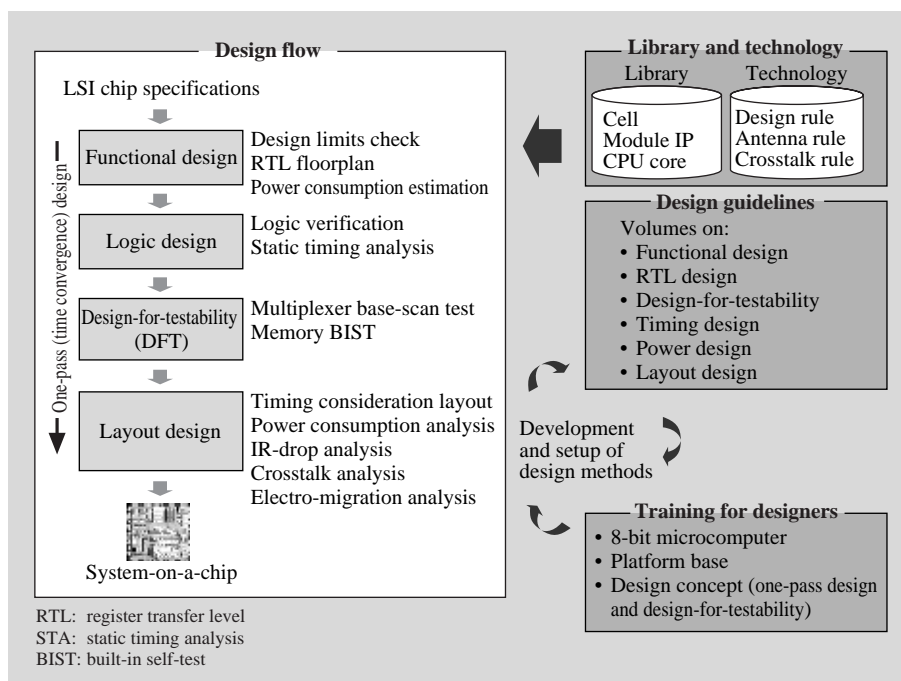 Design flow
LSI chip specifications
One-pass (time convergence) design
Functional design
Design limits check
RTL floorplan
Power consumption estimation
Logic design
Logic verification
Static timing analysis
Design-for-testability
(DFT)
Multiplexer base-scan test
Memory BIST
Layout design
Timing consideration layout
Power consumption analysis
IR-drop analysis
Crosstalk analysis
Electro-migration analysis
System-on-a-chip
Library and technology
Library
Cell
Module IP
CPU core
Technology
Design rule
Antenna rule
Crosstalk rule
Design guidelines
Volumes on:
• Functional design
• RTL design
• Design-for-testability
• Timing design
• Power design
• Layout design
Development
and setup of
design methods
Training for designers
• 8-bit microcomputer
• Platform base
• Design concept (one-pass design
and design-for-testability)
RTL: register transfer level
STA: static timing analysis
BIST: built-in self-test